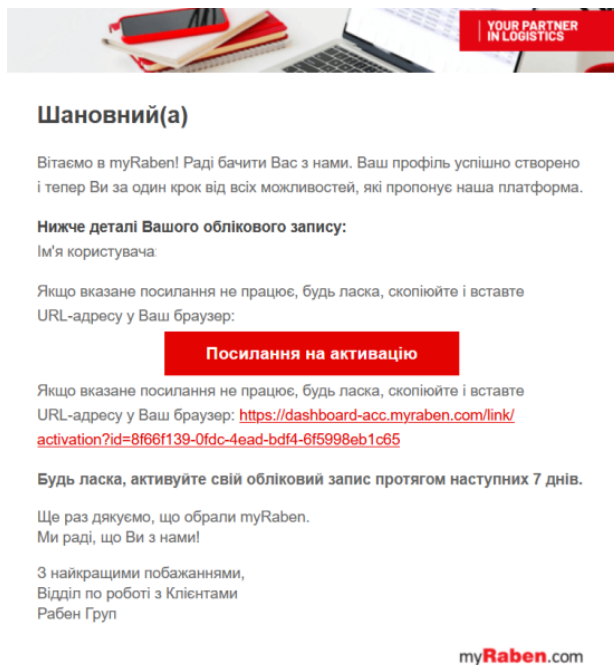 YOUR PARTNER
IN LOGISTICS
Шановний(а)
Вітаємо в myRaben! Раді бачити Вас з нами. Ваш профіль успішно створено
і тепер Ви за один крок від всіх можливостей, які пропонує наша платформа.
Нижче деталі Вашого облікового запису:
Ім'я користувача:
Якщо вказане посилання не працює, будь ласка, скопіюйте і вставте
URL-адресу у Ваш браузер:
Посилання на активацію
Якщо вказане посилання не працює, будь ласка, скопіюйте і вставте
URL-адресу у Ваш браузер: https://dashboard-acc.myraben.com/link/
activation?id=8f66f139-0fdc-4ead-bdf4-6f5998eb1c65
Будь ласка, активуйте свій обліковий запис протягом наступних 7 днів.
Ще раз дякуємо, що обрали myRaben.
Ми раді, що Ви з нами!
З найкращими побажаннями,
Відділ по роботі з Клієнтами
Рабен Груп
myRaben.com